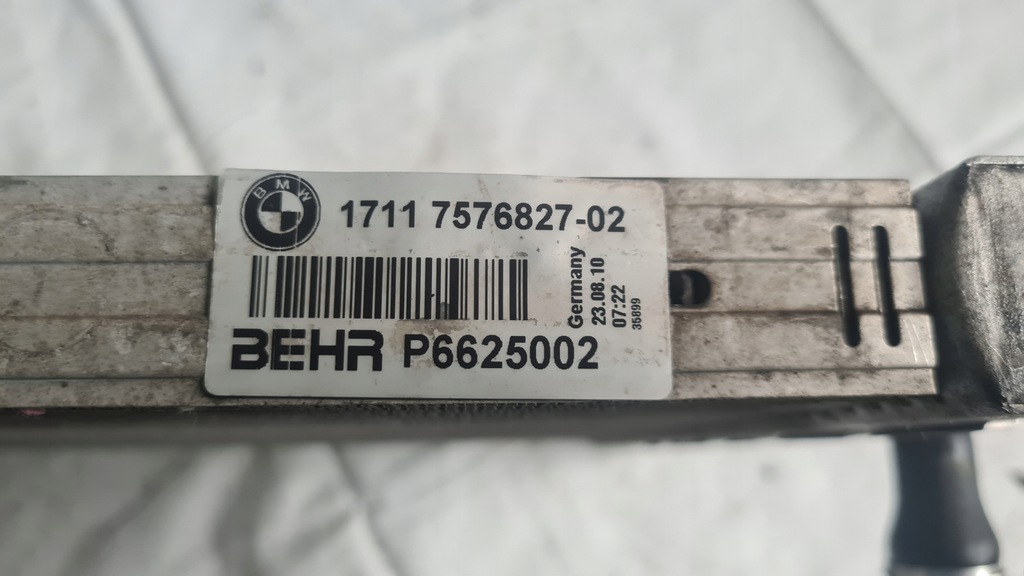 BMW
1711 7576827-02
Germany
23.08.10
07:22
35899
BEHR P6625002